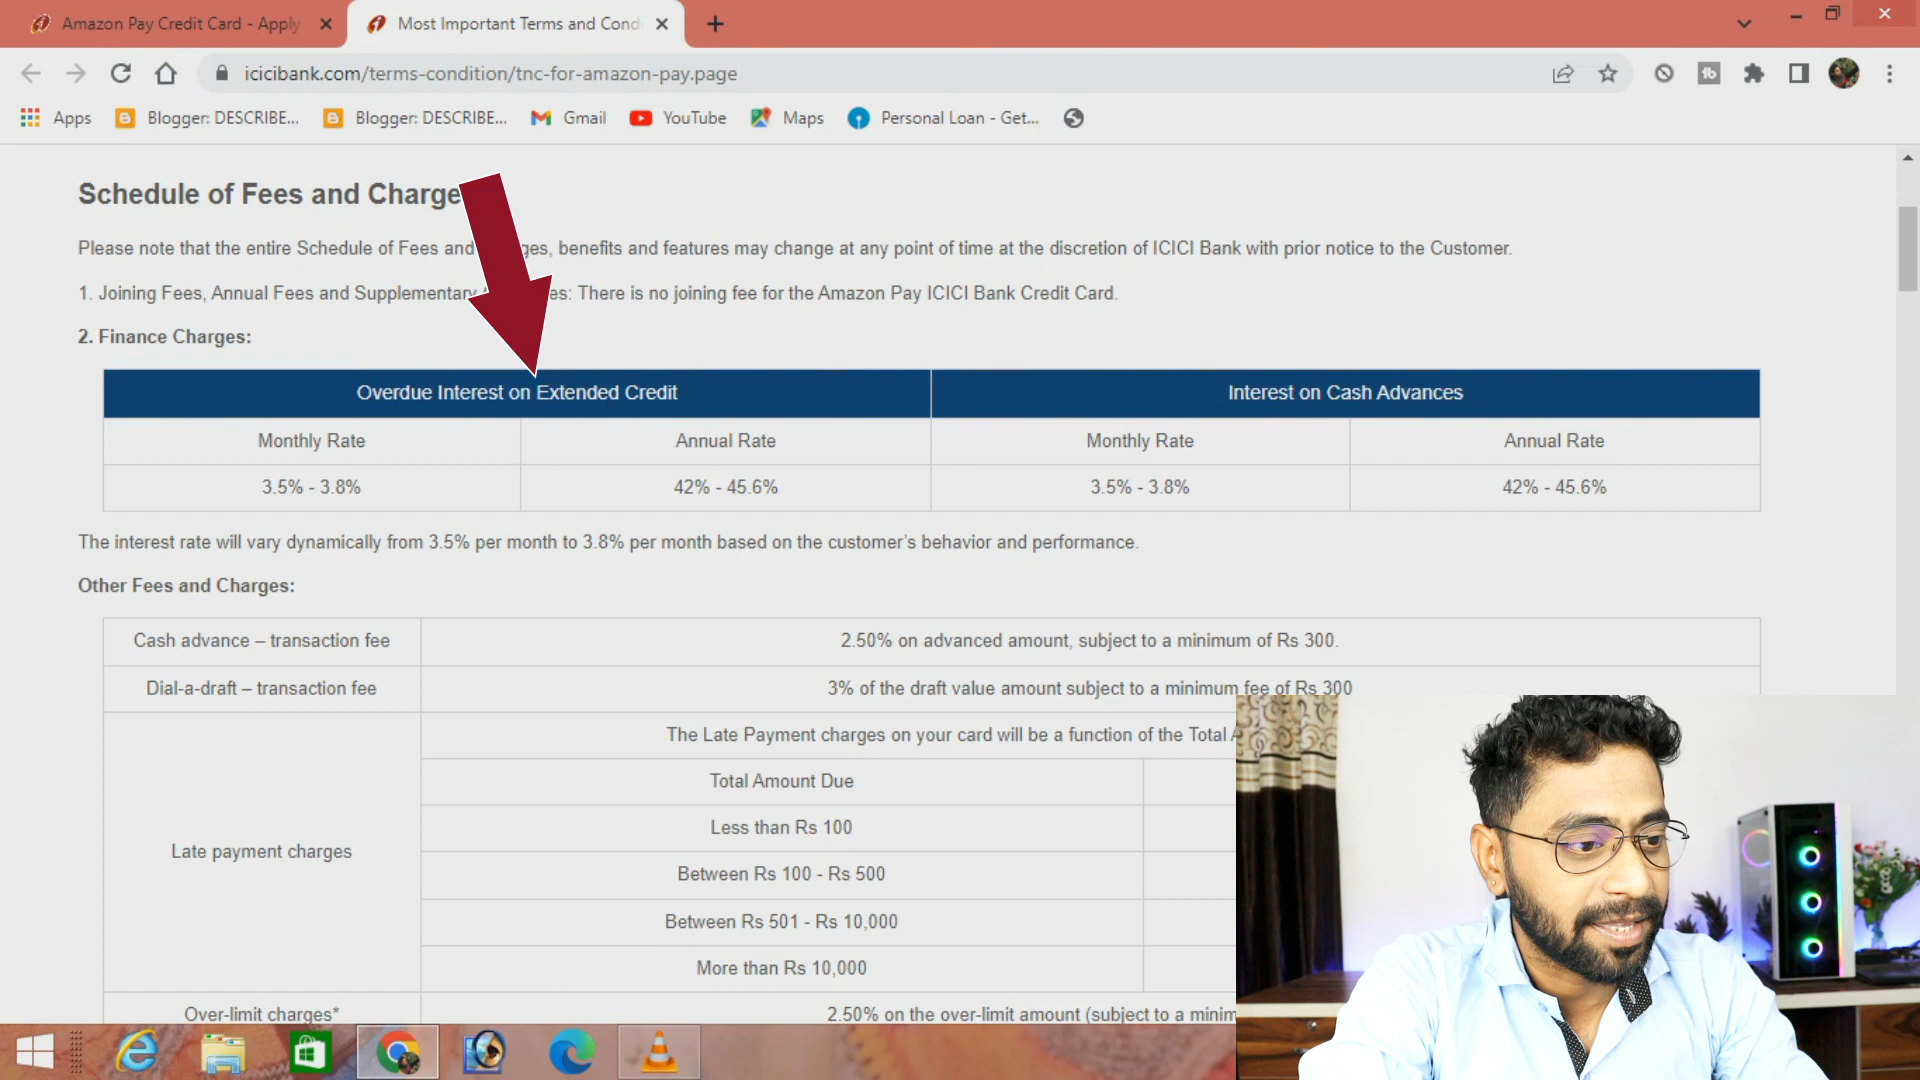 Amazon Pay Credit Card - Apply
Most Important Terms and Cond
icicibank.com/terms-condition/tnc-for-amazon-pay.page
Apps
Blogger: DESCRIBE...
Blogger: DESCRIBE...
Gmail
YouTube
Maps
Personal Loan - Get...
Schedule of Fees and Charge
Please note that the entire Schedule of Fees and ges, benefits and features may change at any point of time at the discretion of ICICI Bank with prior notice to the Customer.
1. Joining Fees, Annual Fees and Supplementary es: There is no joining fee for the Amazon Pay ICICI Bank Credit Card.
2. Finance Charges:
Overdue Interest on Extended Credit Interest on Cash Advances
Monthly Rate Annual Rate Monthly Rate Annual Rate
3.5% - 3.8% 42% - 45.6% 3.5% - 3.8% 42% - 45.6%
The interest rate will vary dynamically from 3.5% per month to 3.8% per month based on the customer's behavior and performance.
Other Fees and Charges:
Cash advance – transaction fee 2.50% on advanced amount, subject to a minimum of Rs 300.
Dial-a-draft – transaction fee 3% of the draft value amount subject to a minimum fee of Rs 300
The Late Payment charges on your card will be a function of the Total
Total Amount Due
Less than Rs 100
Late payment charges
Between Rs 100 - Rs 500
Between Rs 501 - Rs 10,000
More than Rs 10,000
Over-limit charges* 2.50% on the over-limit amount (subject to a minim